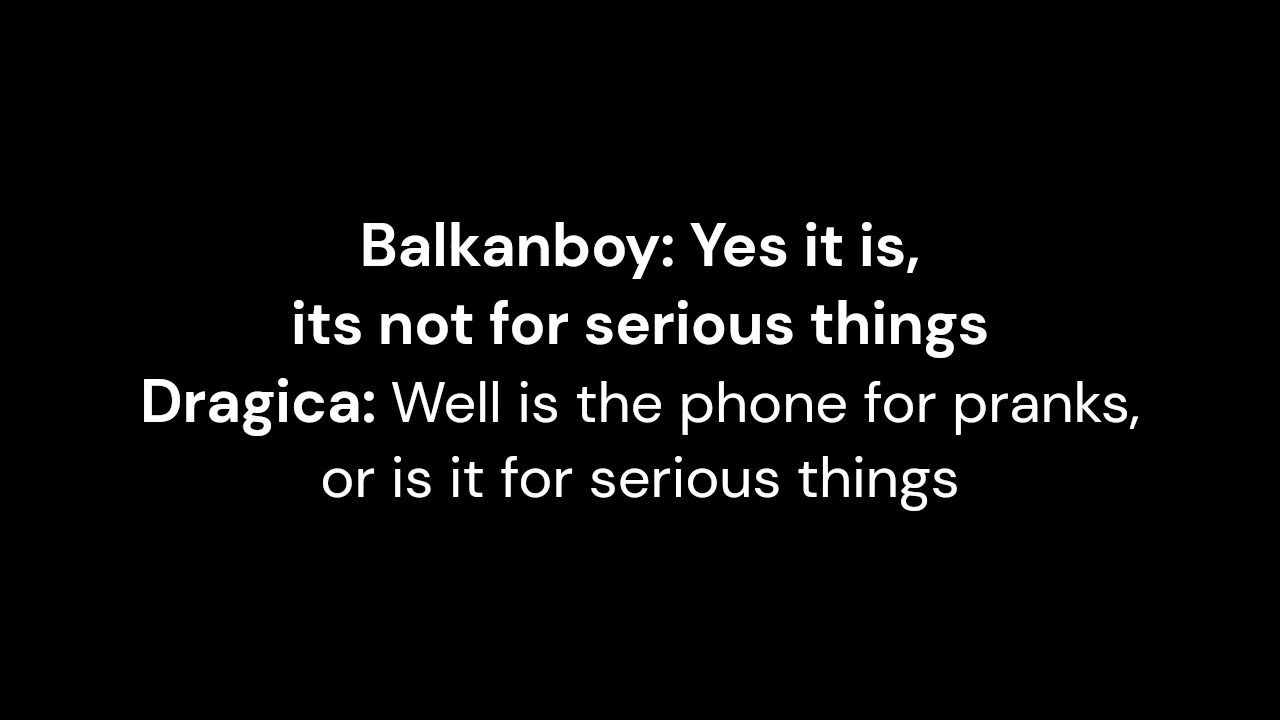 Balkanboy: Yes it is,
its not for serious things
Dragica: Well is the phone for pranks,
or is it for serious things